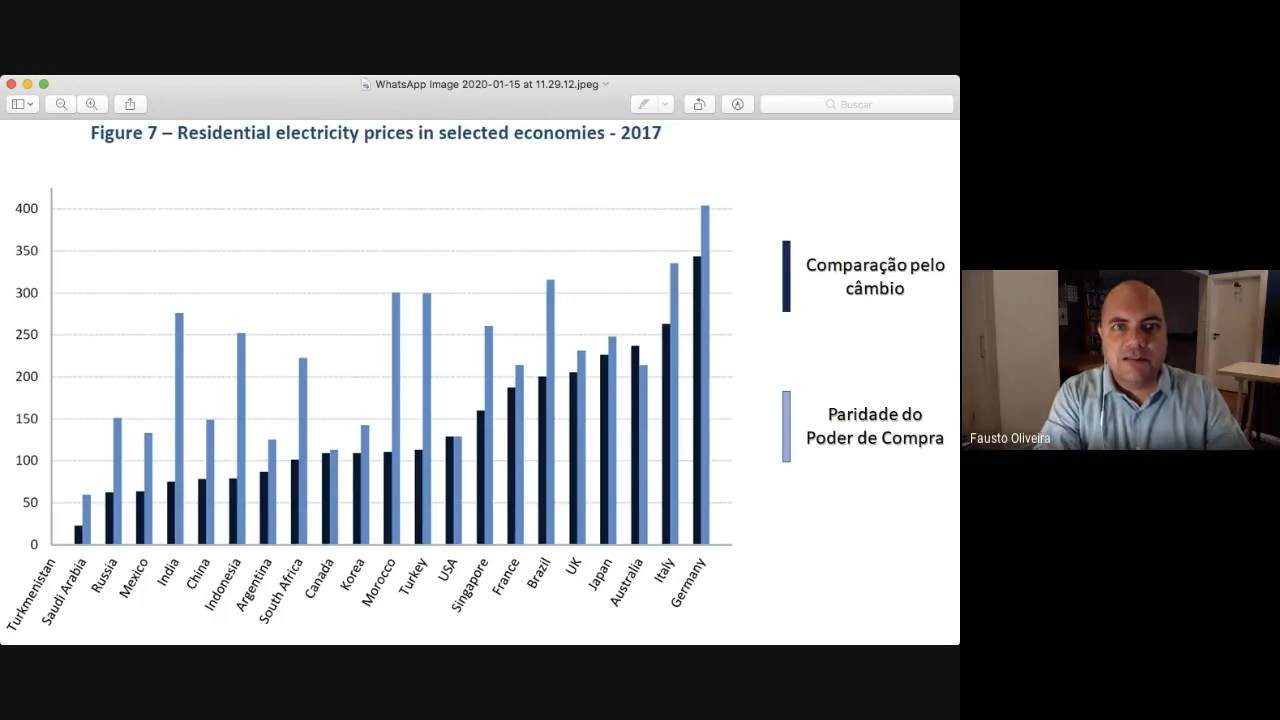 WhatsApp Image 2020-01-15 at 11.29.12.jpeg
Buscar
Figure 7 – Residential electricity prices in selected economies - 2017
400
350
300
250
200
150
100
50
0
Turkmenistan
Saudi Arabia
Russia
Mexico
India
China
Indonesia
Argentina
South Africa
Canada
Korea
Morocco
Turkey
USA
Singapore
France
Brazil
UK
Japan
Australia
Italy
Germany
Comparação pelo
câmbio
Paridade do
Poder de Compra
Fausto Oliveira